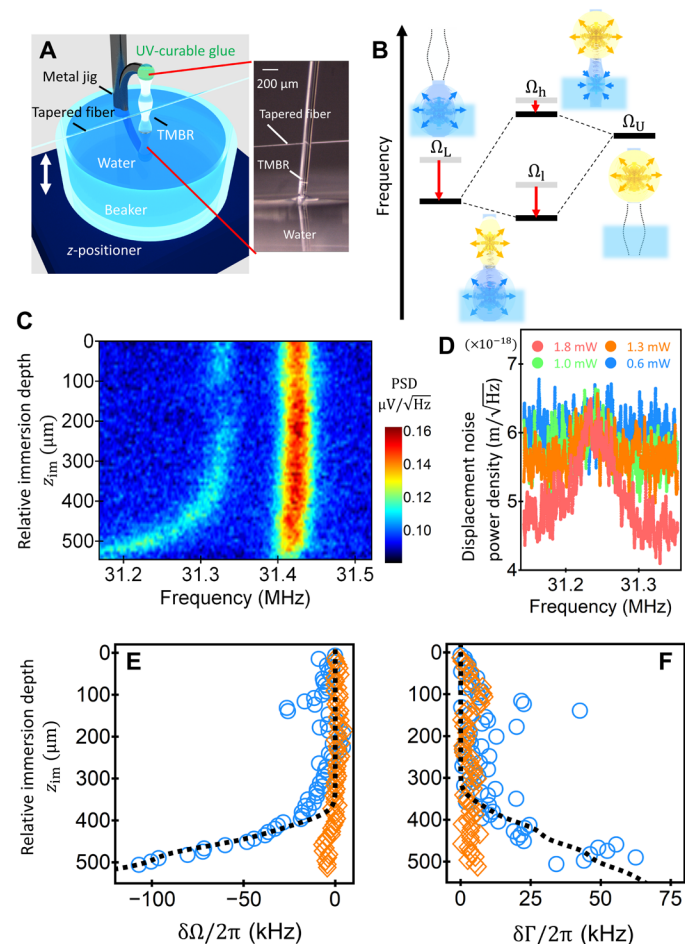 A
UV-curable glue
Metal jig
Tapered fiber
TMBR
Water
Beaker
z-positioner
200 μm
Tapered fiber
TMBR
Water
B
Frequency
Ω_h
Ω_L
Ω_U
Ω_l
C
Relative immersion depth
z_im (μm)
0
100
200
300
400
500
31.2 31.3 31.4 31.5
Frequency (MHz)
PSD
μV/√Hz
0.16
0.14
0.12
0.10
D
(×10⁻¹⁸)
1.8 mW 1.3 mW
1.0 mW 0.6 mW
Displacement noise
power density (m/√Hz)
7
6
5
4
31.2 31.3
Frequency (MHz)
E
Relative immersion depth
z_im (μm)
0
100
200
300
400
500
−100 −50 0
δΩ/2π (kHz)
F
0
100
200
300
400
500
0 25 50 75
δΓ/2π (kHz)